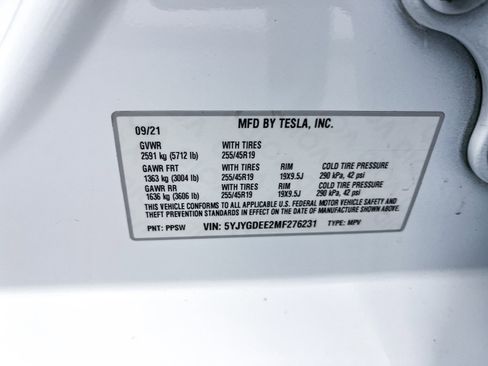 09/21 MFD BY TESLA, INC.
GVWR WITH TIRES
2591 kg (5712 lb) 255/45R19
GAWR FRT WITH TIRES RIM COLD TIRE PRESSURE
1363 kg (3004 lb) 255/45R19 19X9.5J 290 kPa, 42 psi
GAWR RR WITH TIRES RIM COLD TIRE PRESSURE
1636 kg (3606 lb) 255/45R19 19X9.5J 290 kPa, 42 psi
THIS VEHICLE CONFORMS TO ALL APPLICABLE U.S. FEDERAL MOTOR VEHICLE SAFETY AND
THEFT PREVENTION STANDARDS IN EFFECT ON THE DATE OF MANUFACTURE SHOWN ABOVE.
PNT: PPSW VIN: 5YJYGDEE2MF276231 TYPE: MPV